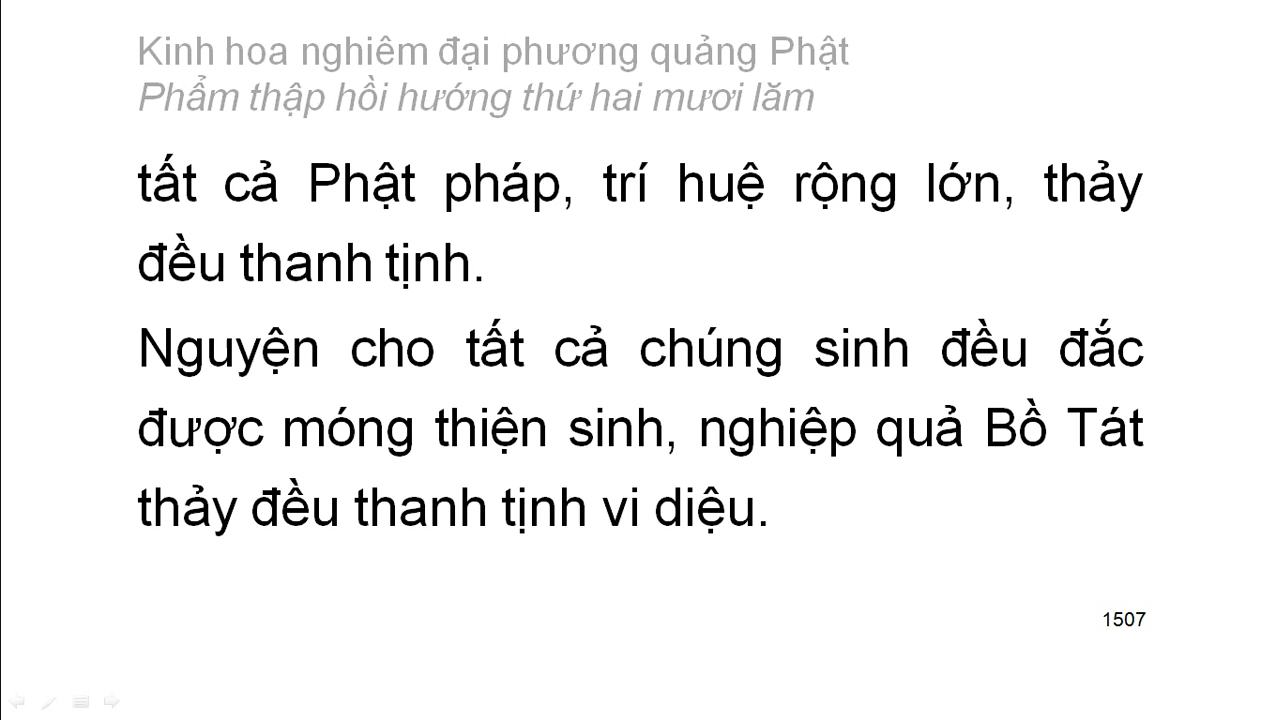 Kinh hoa nghiêm đại phương quảng Phật
Phẩm thập hồi hướng thứ hai mươi lăm
tất cả Phật pháp, trí huệ rộng lớn, thảy
đều thanh tịnh.
Nguyện cho tất cả chúng sinh đều đắc
được móng thiện sinh, nghiệp quả Bồ Tát
thảy đều thanh tịnh vi diệu.
1507